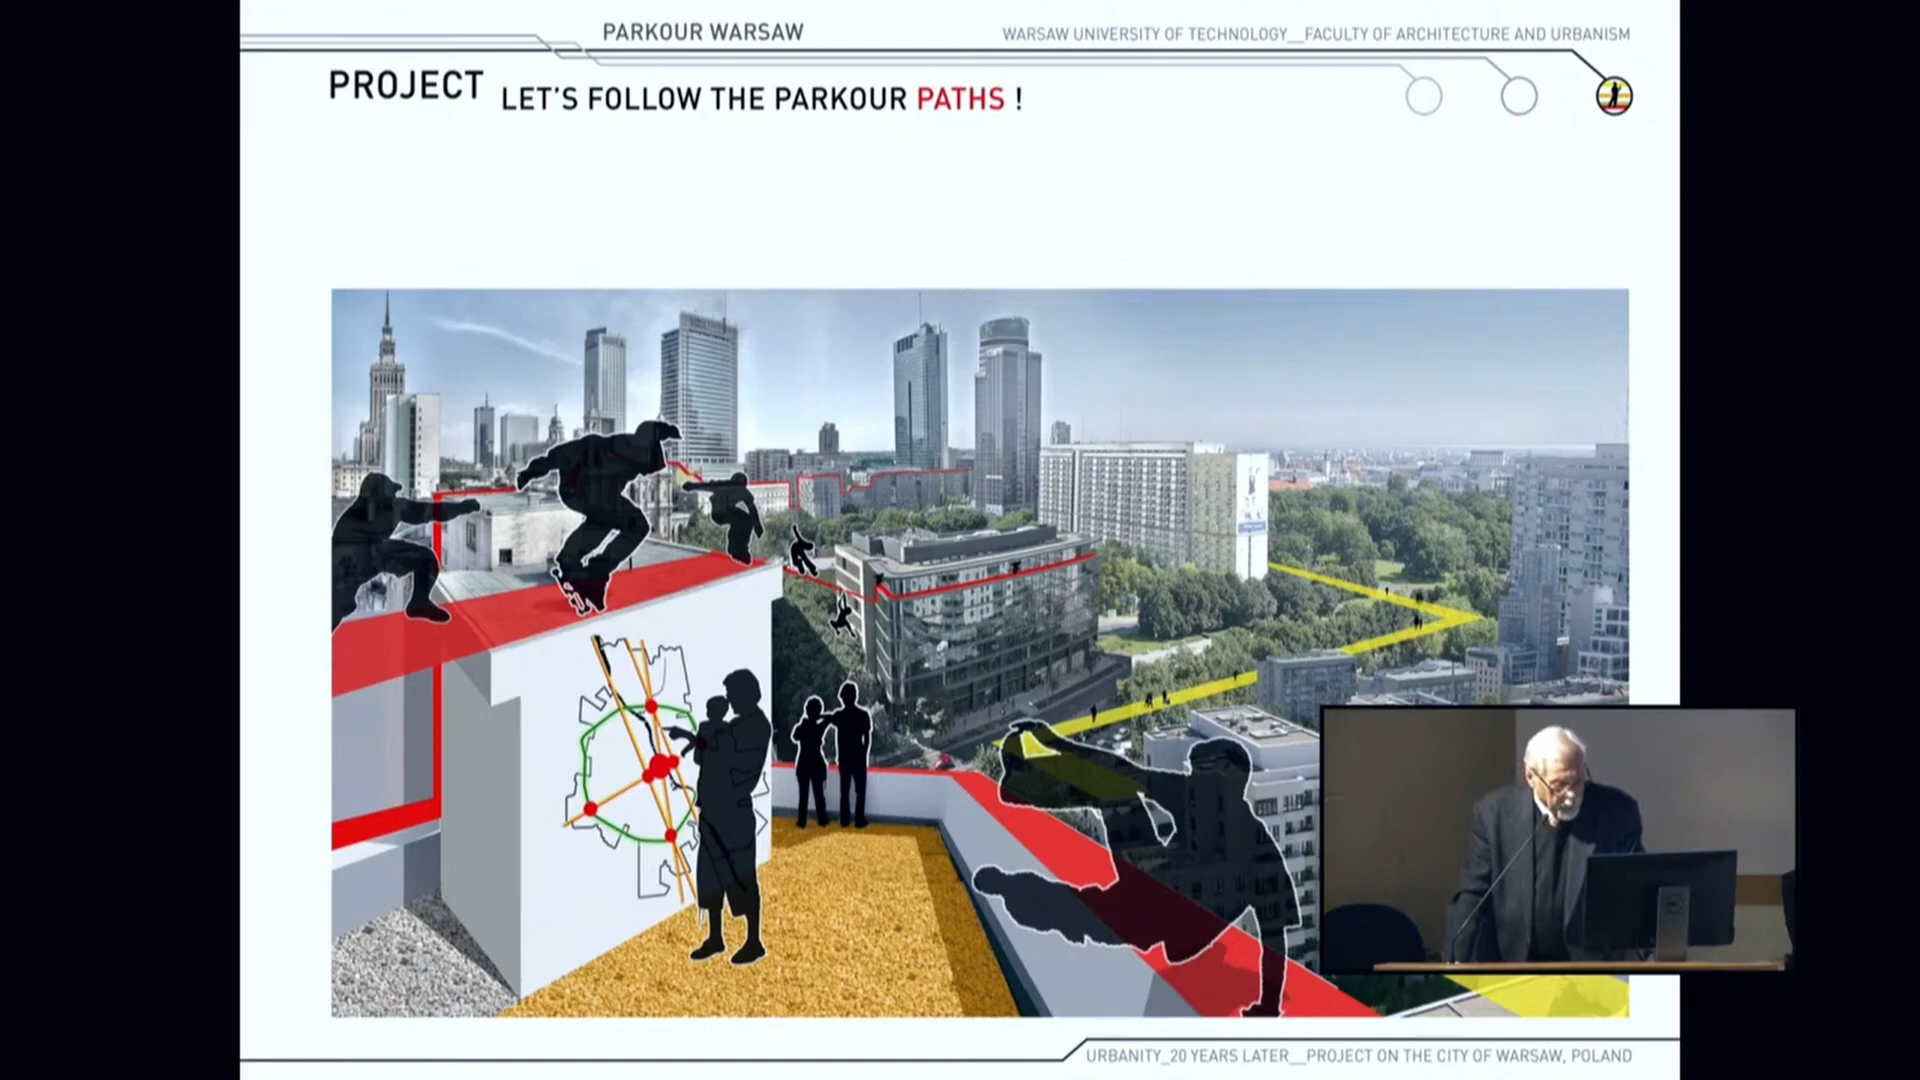 PARKOUR WARSAW
WARSAW UNIVERSITY OF TECHNOLOGY__FACULTY OF ARCHITECTURE AND URBANISM
PROJECT
LET'S FOLLOW THE PARKOUR PATHS !
URBANITY_20 YEARS LATER__PROJECT ON THE CITY OF WARSAW, POLAND